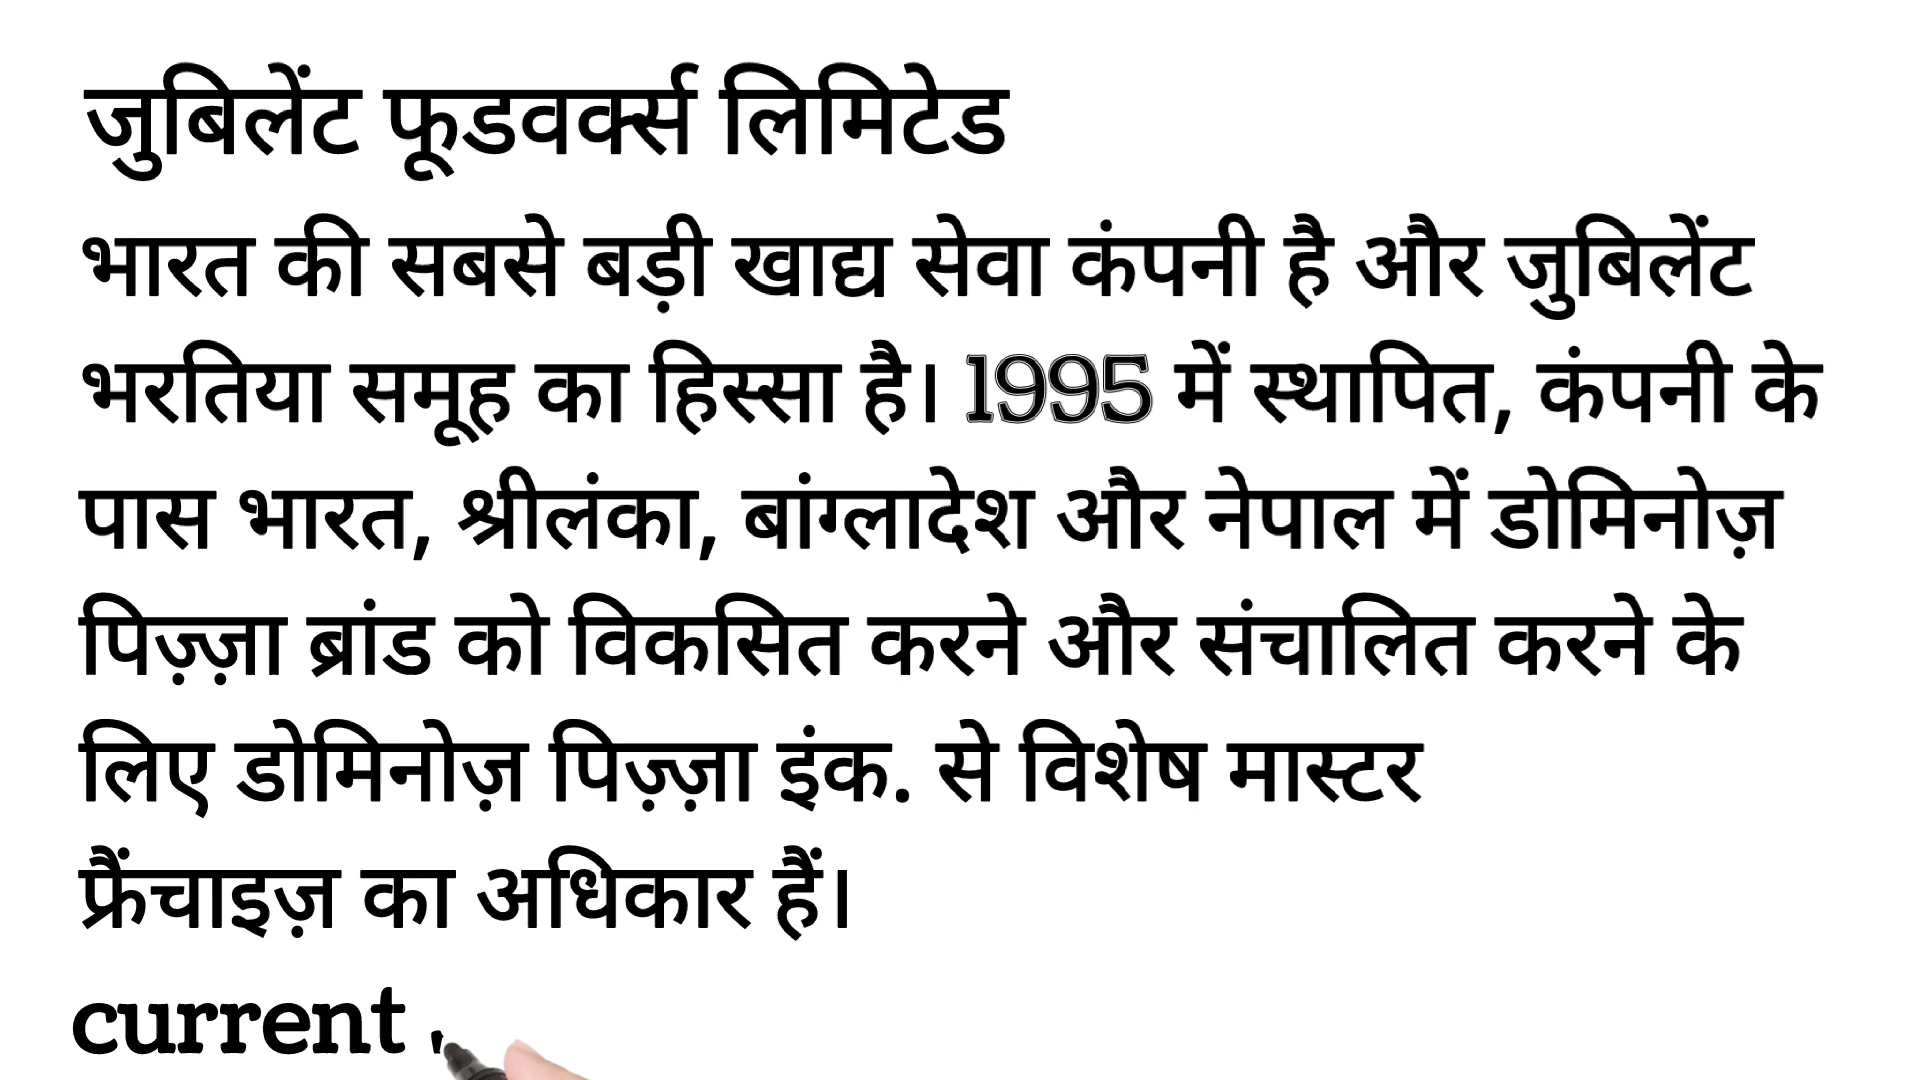 जुबिलेंट फूडवर्क्स लिमिटेड
भारत की सबसे बड़ी खाद्य सेवा कंपनी है और जुबिलेंट
भरतिया समूह का हिस्सा है। 1995 में स्थापित, कंपनी के
पास भारत, श्रीलंका, बांग्लादेश और नेपाल में डोमिनोज़
पिज़्ज़ा ब्रांड को विकसित करने और संचालित करने के
लिए डोमिनोज़ पिज़्ज़ा इंक. से विशेष मास्टर
फ्रैंचाइज़ का अधिकार हैं।
current